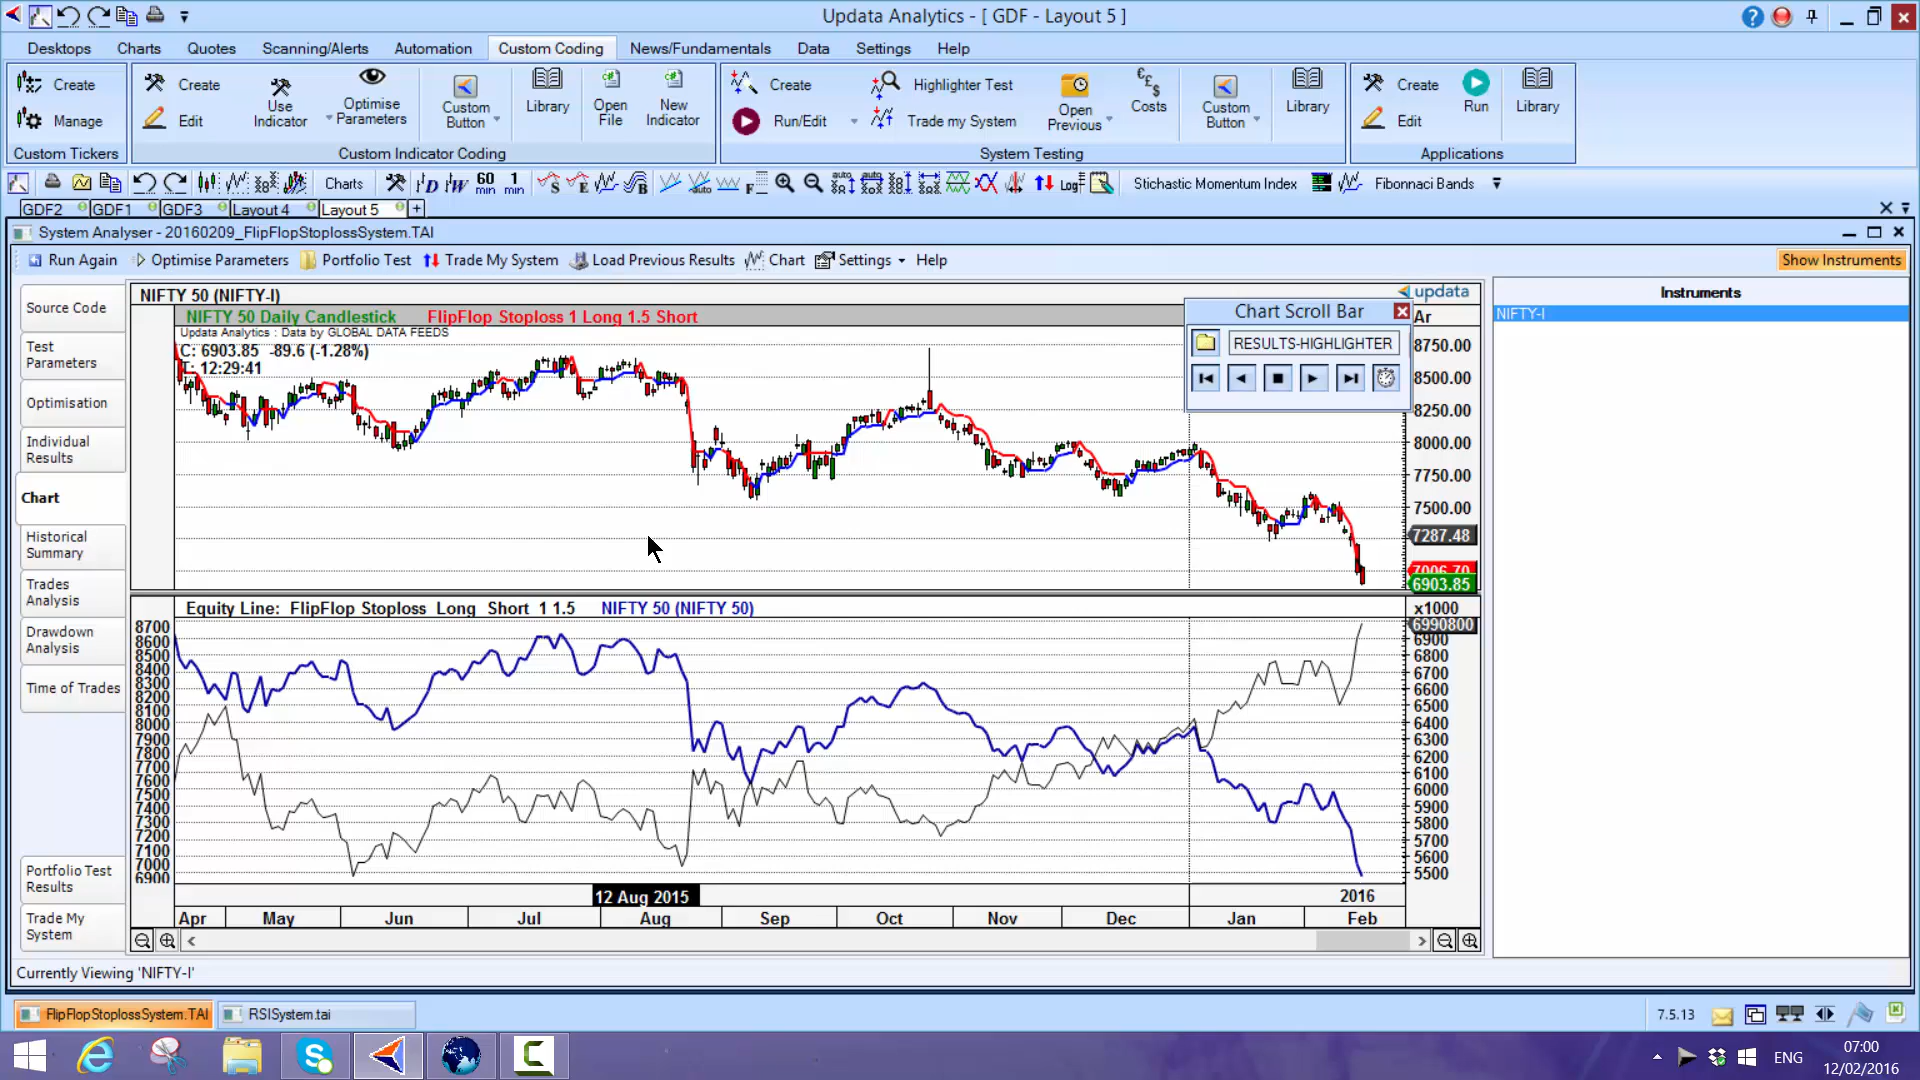 Updata Analytics - [ GDF - Layout 5 ]
Desktops Charts Quotes Scanning/Alerts Automation Custom Coding News/Fundamentals Data Settings Help
Create
Manage
Custom Tickers
Create
Edit
Use Indicator
Optimise Parameters
Custom Button
Library
Open File
New Indicator
Custom Indicator Coding
Create
Run/Edit
Highlighter Test
Trade my System
Open Previous
Costs
Custom Button
Library
System Testing
Create
Edit
Run
Library
Applications
Charts
D
W
60 min
1 min
Log
Stichastic Momentum Index
Fibonnaci Bands
GDF2 GDF1 GDF3 Layout 4 Layout 5 +
System Analyser - 20160209_FlipFlopStoplossSystem.TAI
Run Again Optimise Parameters Portfolio Test Trade My System Load Previous Results Chart Settings Help Show Instruments
Source Code
Test Parameters
Optimisation
Individual Results
Chart
Historical Summary
Trades Analysis
Drawdown Analysis
Time of Trades
Portfolio Test Results
Trade My System
NIFTY 50 (NIFTY-I)
updata
NIFTY 50 Daily Candlestick FlipFlop Stoploss 1 Long 1.5 Short
Ar
Updata Analytics : Data by GLOBAL DATA FEEDS
C: 6903.85 -89.6 (-1.28%)
T: 12:29:41
Chart Scroll Bar
RESULTS-HIGHLIGHTER
8750.00
8500.00
8250.00
8000.00
7750.00
7500.00
7287.48
7006.70
6903.85
Equity Line: FlipFlop Stoploss Long Short 1 1.5 NIFTY 50 (NIFTY 50)
x1000
6990800
8700
8600
8500
8400
8300
8200
8100
8000
7900
7800
7700
7600
7500
7400
7300
7200
7100
7000
6900
6900
6800
6700
6600
6500
6400
6300
6200
6100
6000
5900
5800
5700
5600
5500
12 Aug 2015
2016
Apr May Jun Jul Aug Sep Oct Nov Dec Jan Feb
Instruments
NIFTY-I
Currently Viewing 'NIFTY-I'
FlipFlopStoplossSystem.TAI
RSISystem.tai
7.5.13
ENG
07:00
12/02/2016